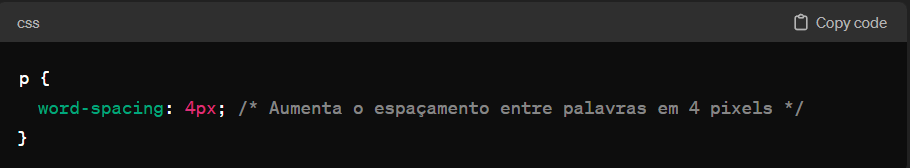 css Copy code
p {
word-spacing: 4px; /* Aumenta o espaçamento entre palavras em 4 pixels */
}